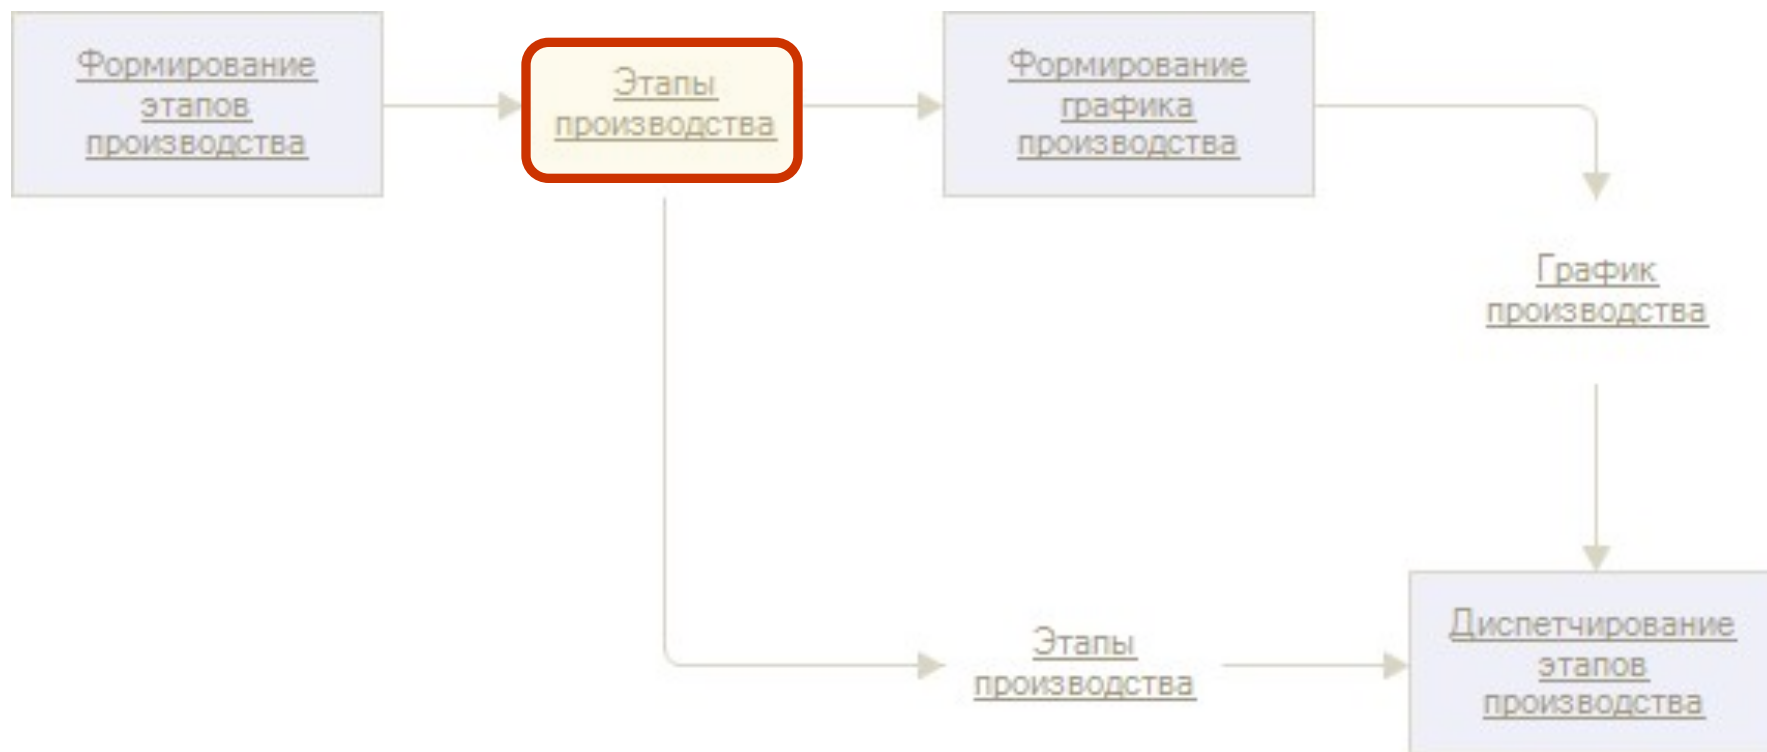 Формирование
этапов
производства
Этапы
производства
Формирование
графика
производства
График
производства
Этапы
производства
Диспетчирование
этапов
производства